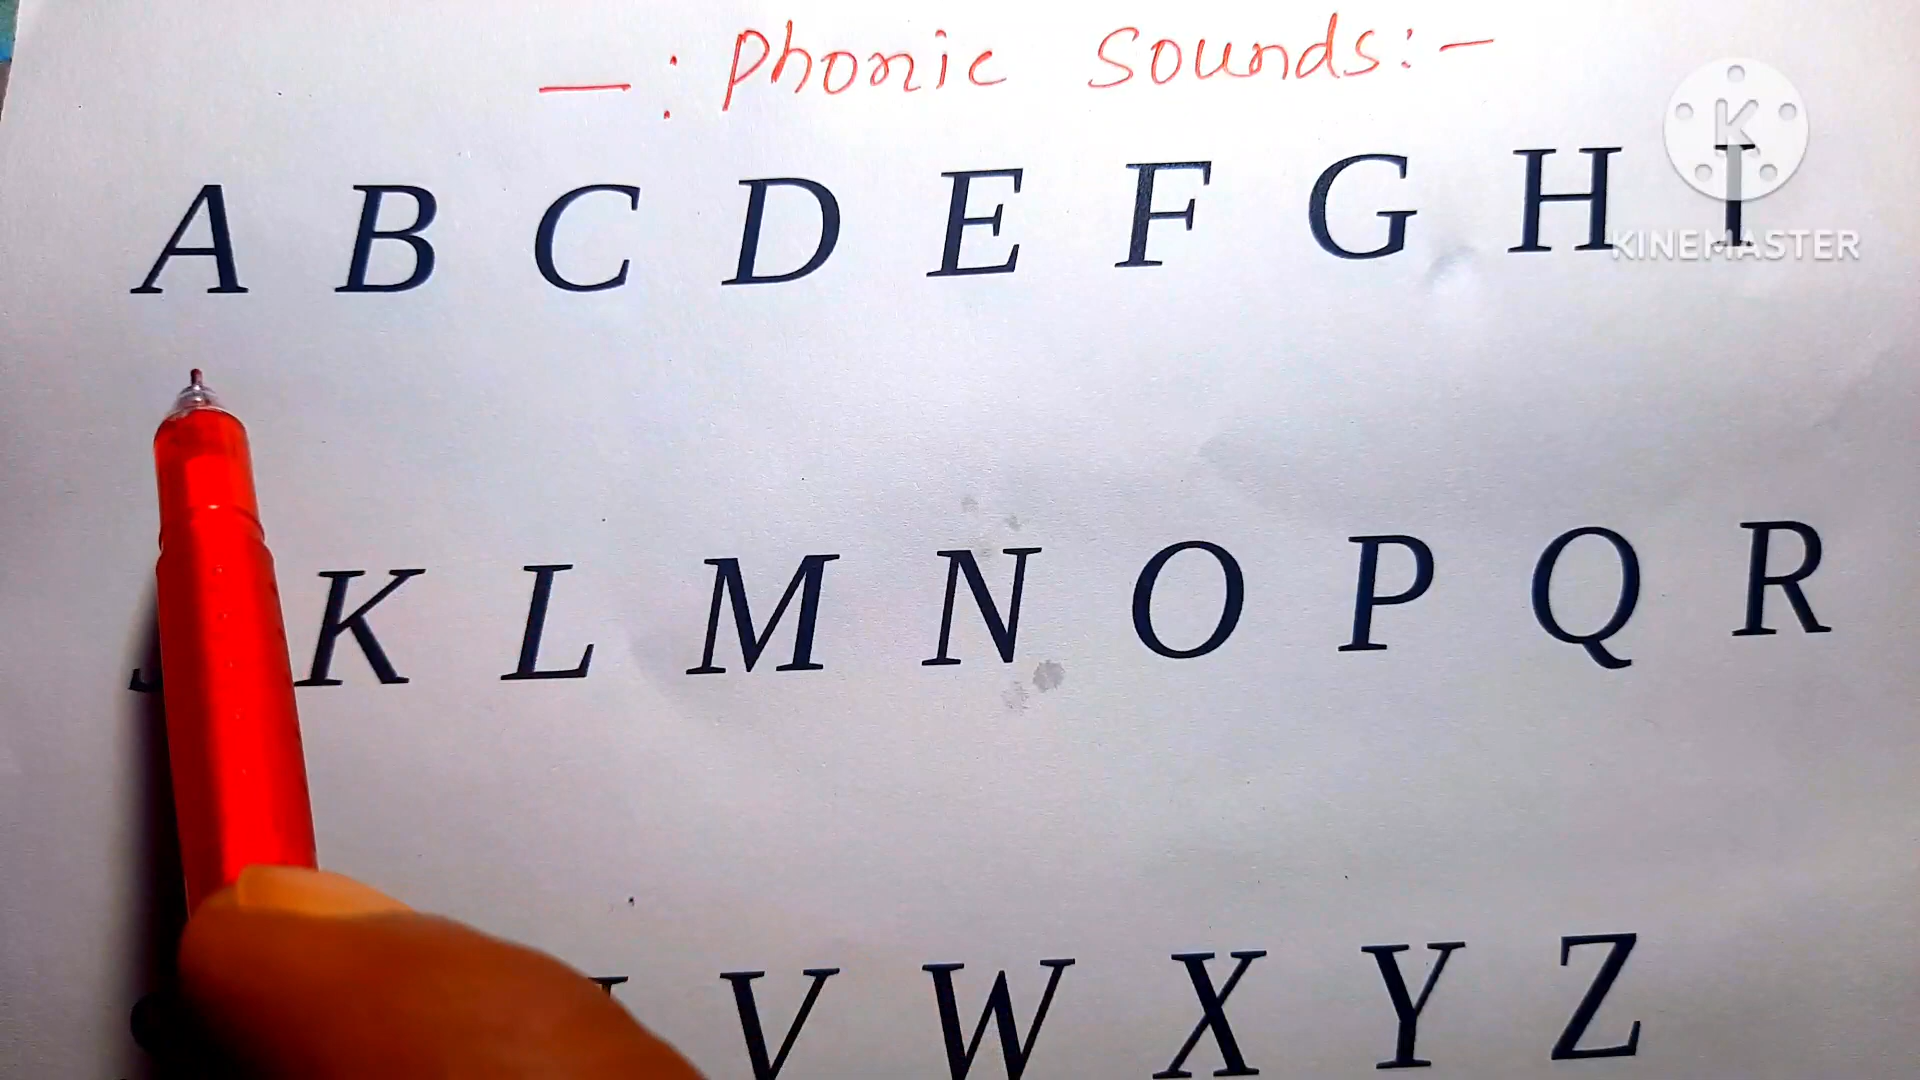 —: Phonic Sounds:-
A B C D E F G H I
K
KINEMASTER
K L M N O P Q R
V W X Y Z